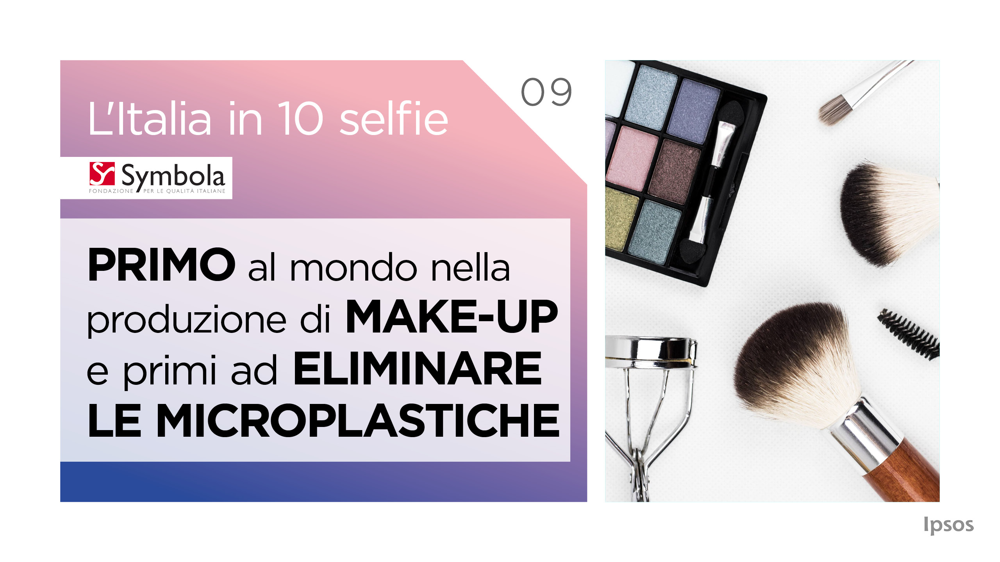 L'Italia in 10 selfie
09
Symbola
FONDAZIONE PER LE QUALITÀ ITALIANE
PRIMO al mondo nella
produzione di MAKE-UP
e primi ad ELIMINARE
LE MICROPLASTICHE
Ipsos